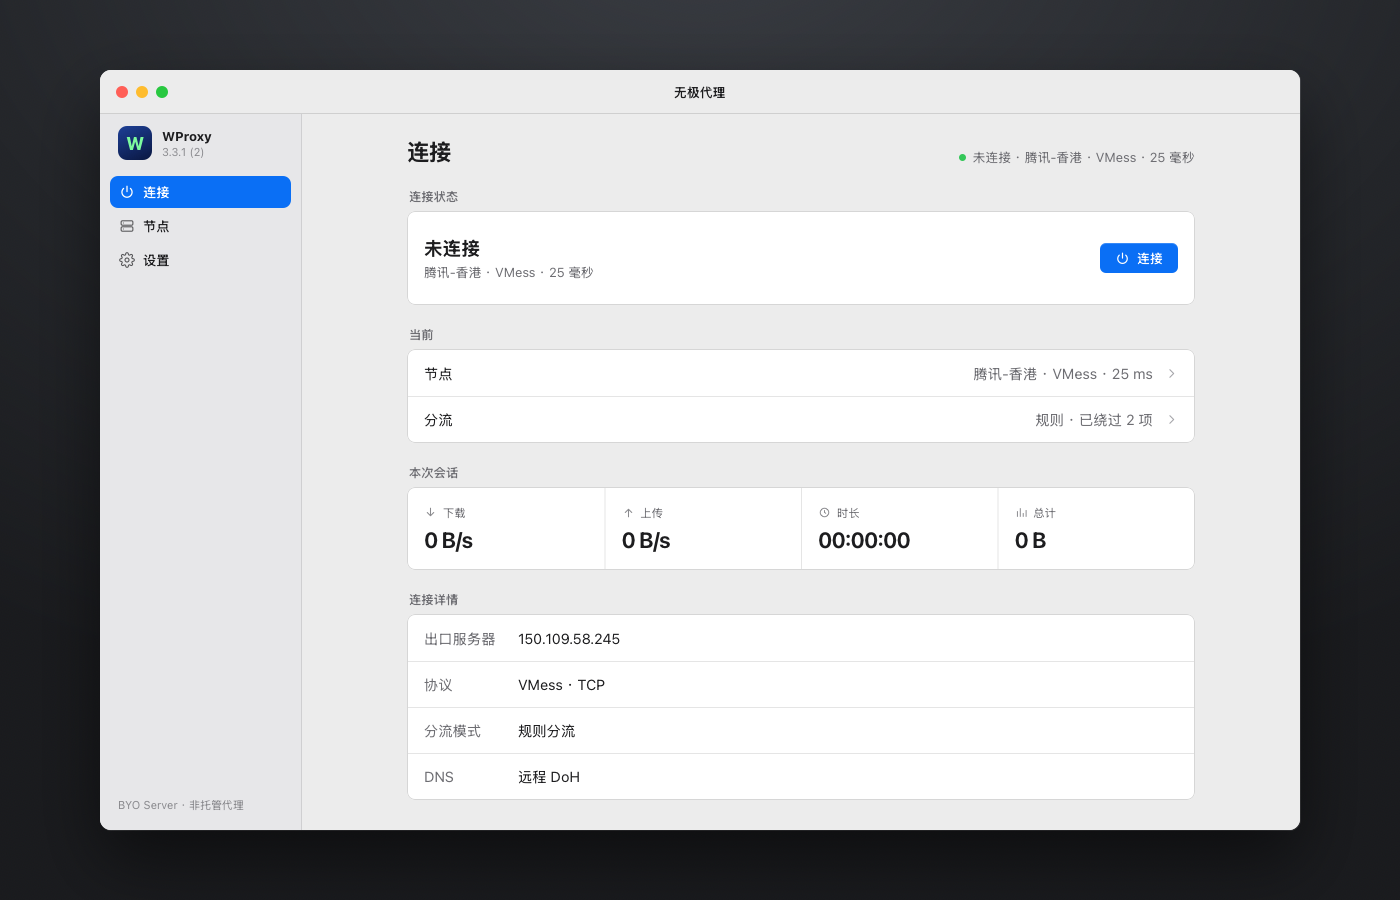 无极代理
W
WProxy
3.3.1 (2)
连接
节点
设置
BYO Server · 非托管代理
连接
未连接 · 腾讯-香港 · VMess · 25 毫秒
连接状态
未连接
腾讯-香港 · VMess · 25 毫秒
连接
当前
节点 腾讯-香港 · VMess · 25 ms
分流 规则 · 已绕过 2 项
本次会话
下载 上传 时长 总计
0 B/s 0 B/s 00:00:00 0 B
连接详情
出口服务器 150.109.58.245
协议 VMess · TCP
分流模式 规则分流
DNS 远程 DoH